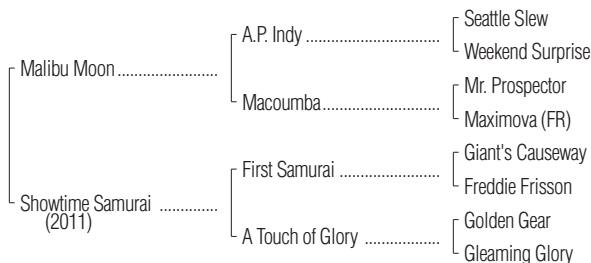 Seattle Slew
A.P. Indy ..............................
Weekend Surprise
Malibu Moon ......................
Mr. Prospector
Macoumba..........................
Maximova (FR)
Giant's Causeway
First Samurai ......................
Freddie Frisson
Showtime Samurai .............
(2011)
Golden Gear
A Touch of Glory .................
Gleaming Glory